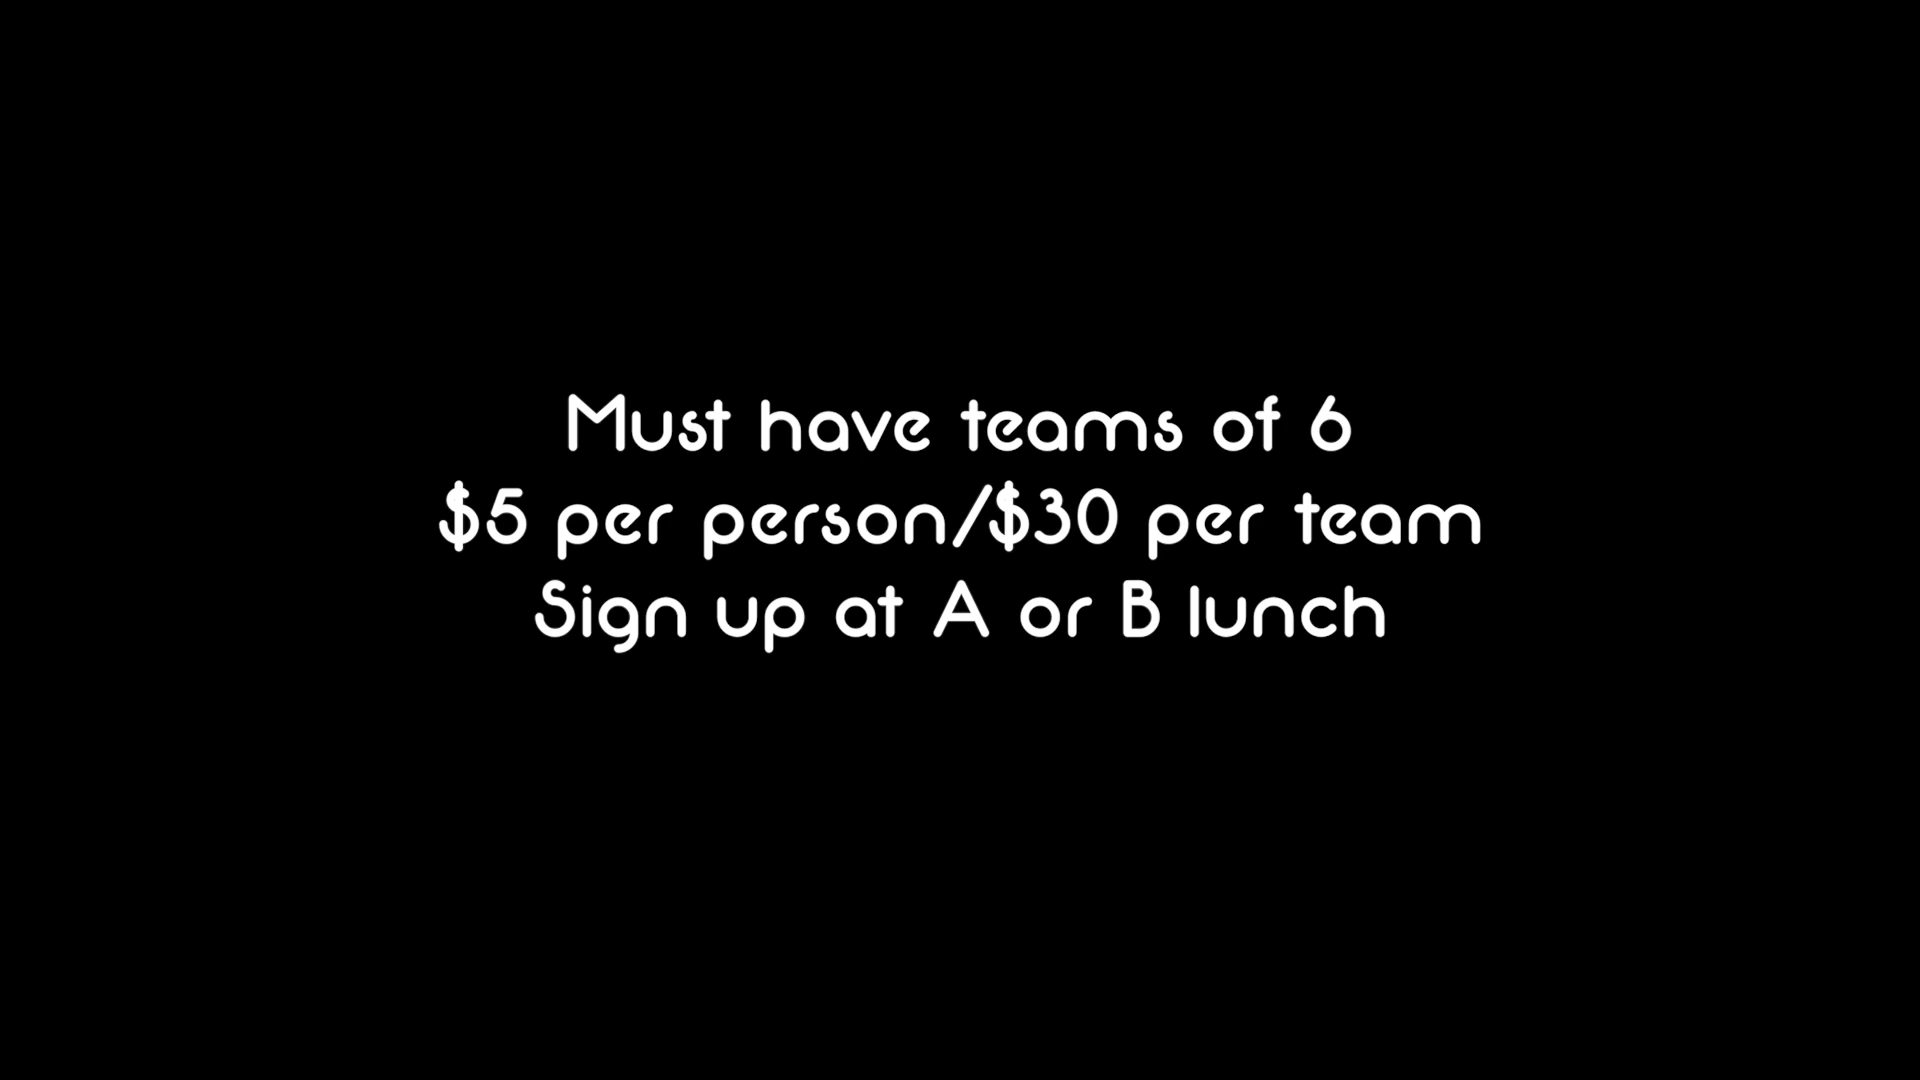 Must have teams of 6
$5 per person/$30 per team
Sign up at A or B lunch